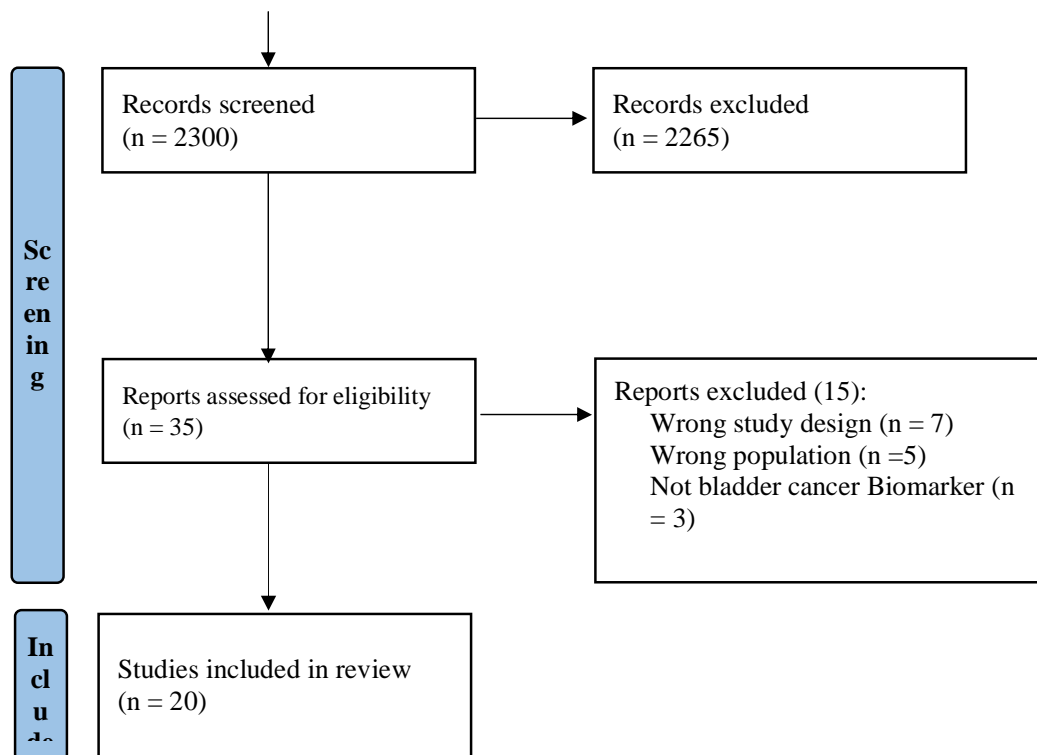 Records screened
(n = 2300)
Records excluded
(n = 2265)
Sc
re
en
in
g
Reports assessed for eligibility
(n = 35)
Reports excluded (15):
Wrong study design (n = 7)
Wrong population (n =5)
Not bladder cancer Biomarker (n
= 3)
In
cl
u
Studies included in review
(n = 20)